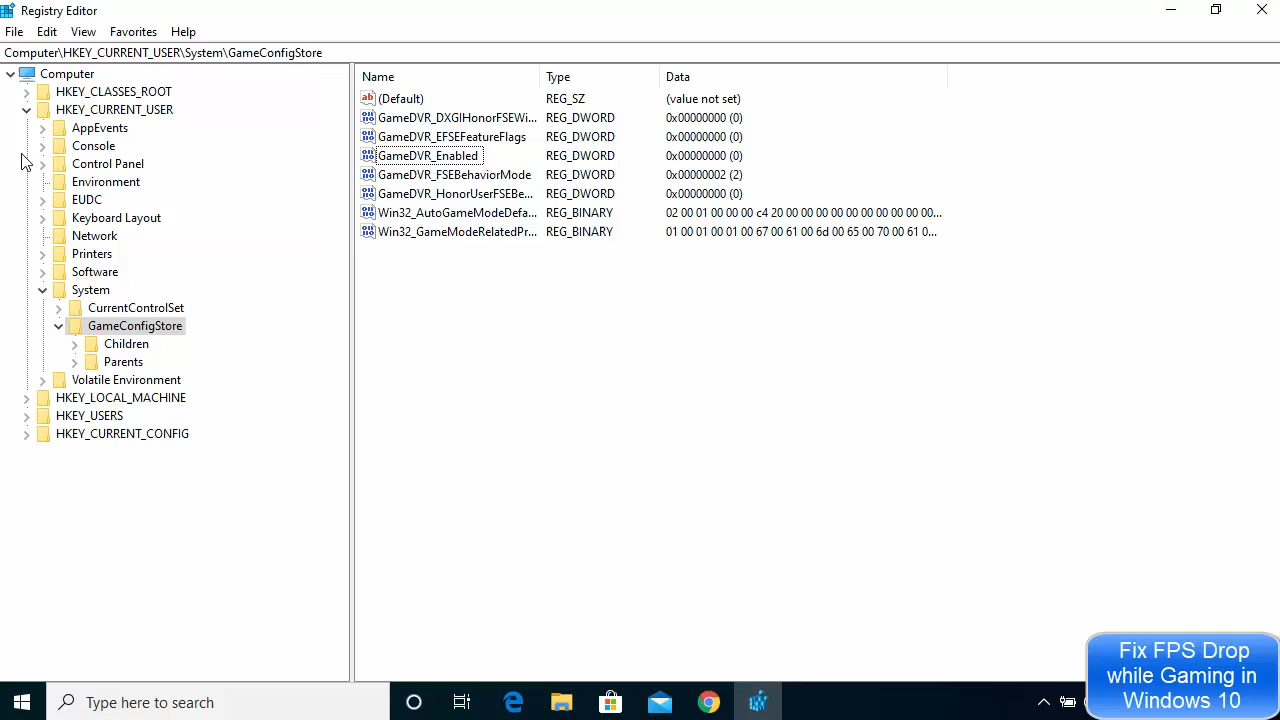 Registry Editor
File Edit View Favorites Help
Computer\HKEY_CURRENT_USER\System\GameConfigStore
Computer
HKEY_CLASSES_ROOT
HKEY_CURRENT_USER
AppEvents
Console
Control Panel
Environment
EUDC
Keyboard Layout
Network
Printers
Software
System
CurrentControlSet
GameConfigStore
Children
Parents
Volatile Environment
HKEY_LOCAL_MACHINE
HKEY_USERS
HKEY_CURRENT_CONFIG
Name Type Data
ab (Default) REG_SZ (value not set)
GameDVR_DXGIHonorFSEWi... REG_DWORD 0x00000000 (0)
GameDVR_EFSEFeatureFlags REG_DWORD 0x00000000 (0)
GameDVR_Enabled REG_DWORD 0x00000000 (0)
GameDVR_FSEBehaviorMode REG_DWORD 0x00000002 (2)
GameDVR_HonorUserFSEBe... REG_DWORD 0x00000000 (0)
Win32_AutoGameModeDefa... REG_BINARY 02 00 01 00 00 00 c4 20 00 00 00 00 00 00 00 00 00...
Win32_GameModeRelatedPr... REG_BINARY 01 00 01 00 01 00 67 00 61 00 6d 00 65 00 70 00 61 0...
Type here to search
Fix FPS Drop
while Gaming in
Windows 10